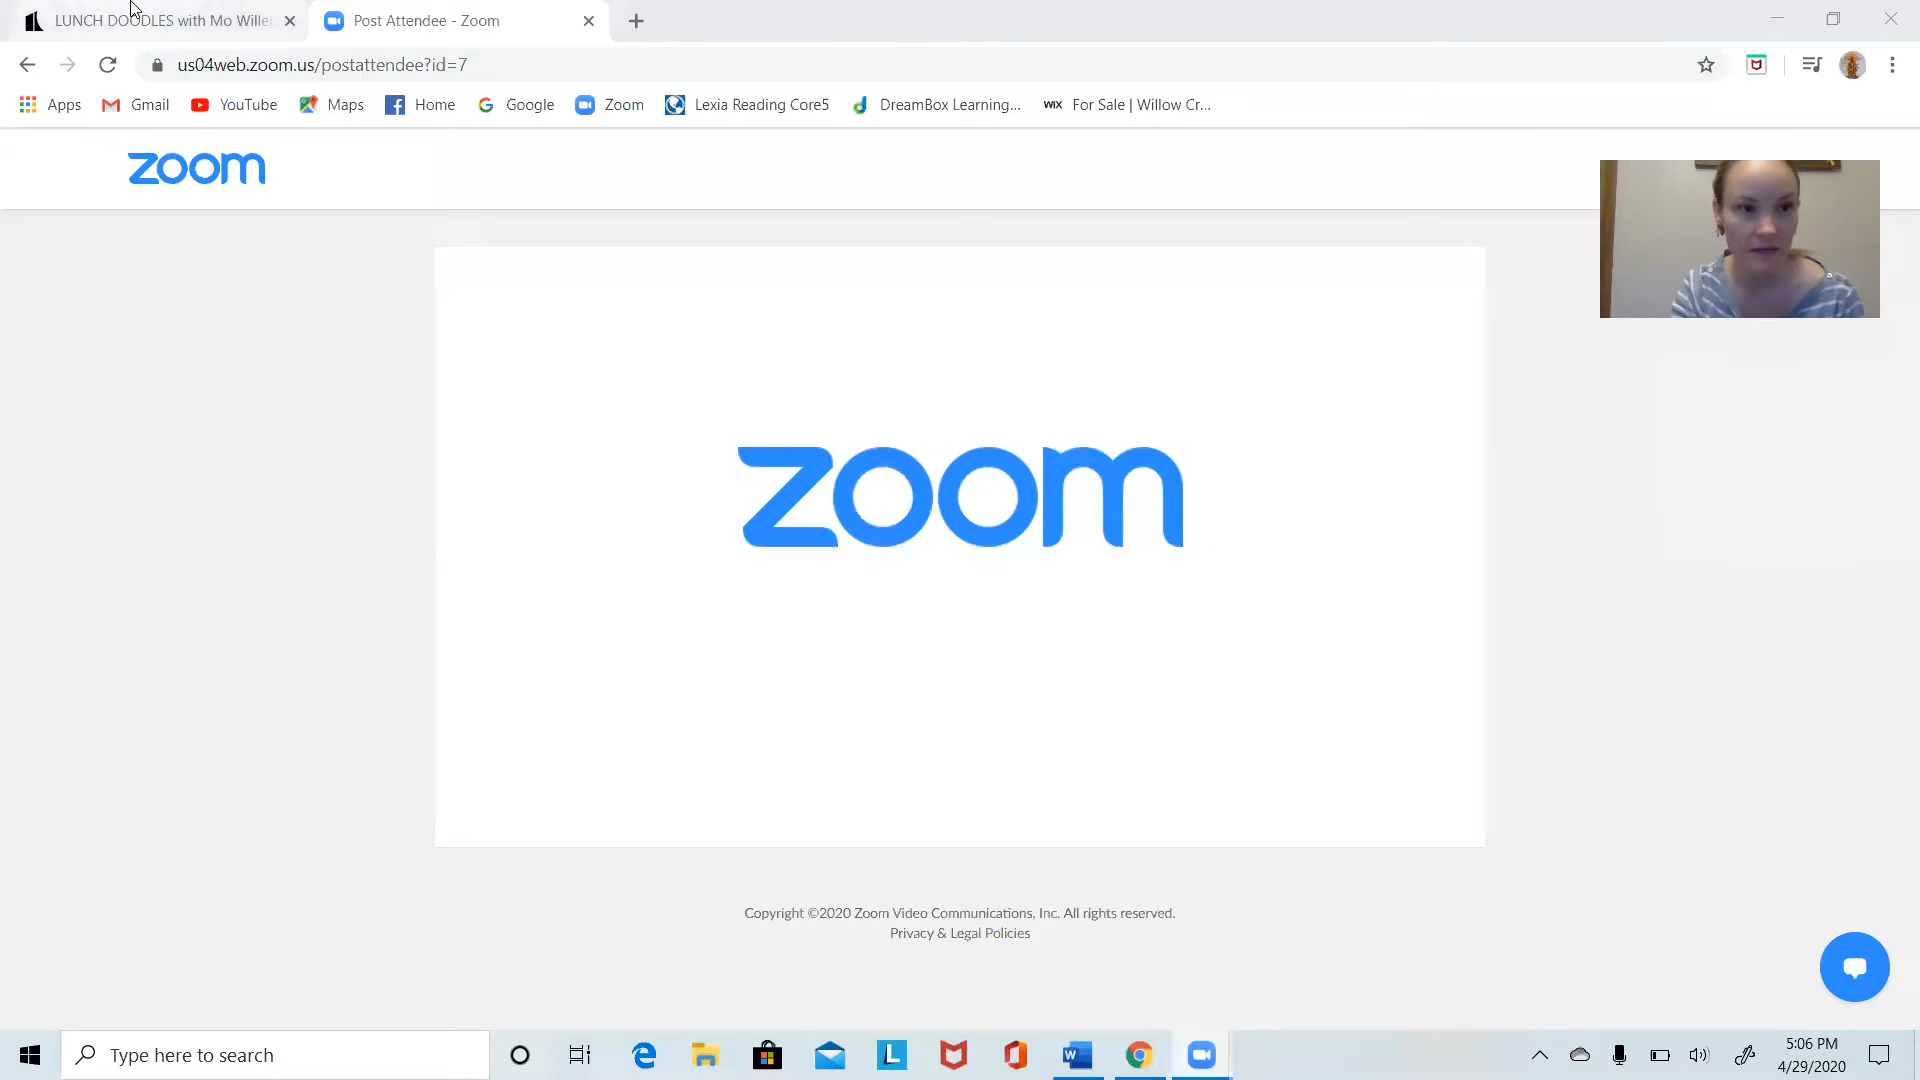 LUNCH DOODLES with Mo Wille
Post Attendee - Zoom
us04web.zoom.us/postattendee?id=7
Apps Gmail YouTube Maps Home Google Zoom Lexia Reading Core5 DreamBox Learning... WIX For Sale | Willow Cr...
zoom
zoom
Copyright ©2020 Zoom Video Communications, Inc. All rights reserved.
Privacy & Legal Policies
Type here to search
5:06 PM
4/29/2020